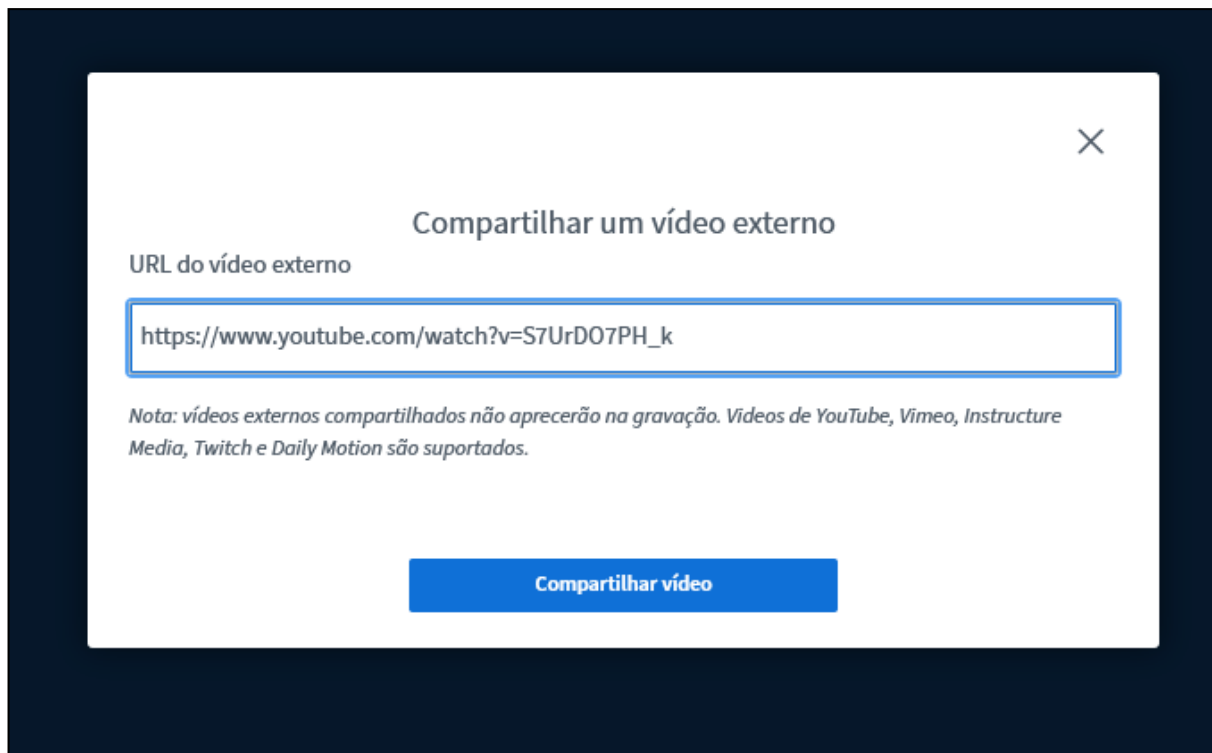 Compartilhar um vídeo externo
URL do vídeo externo
https://www.youtube.com/watch?v=S7UrDO7PH_k
Nota: vídeos externos compartilhados não aprecerão na gravação. Videos de YouTube, Vimeo, Instructure
Media, Twitch e Daily Motion são suportados.
Compartilhar vídeo